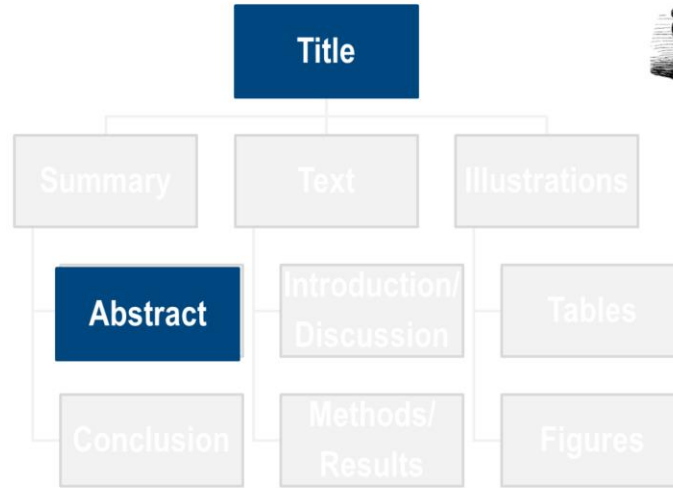 Title
Summary
Text
Illustrations
Abstract
Introduction/
Discussion
Tables
Conclusion
Methods/
Results
Figures